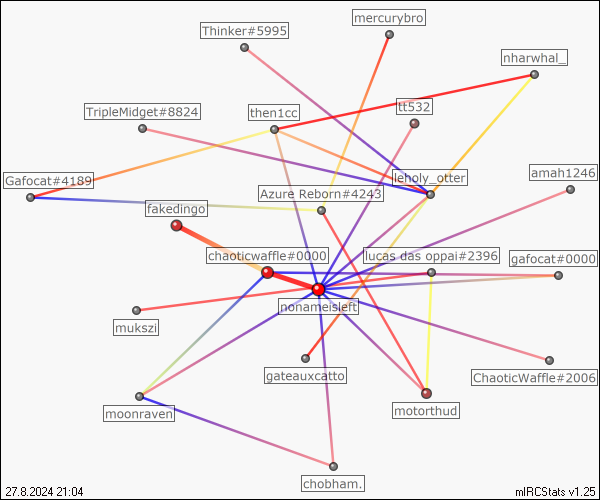 mercurybro
Thinker#5995
nharwhal_
tt532
TripleMidget#8824
then1cc
amah1246
Gafocat#4189
leholy_otter
Azure Reborn#4243
fakedingo
chaoticwaffle#0000
lucas das oppai#2396
gafocat#0000
nonameisleft
mukszi
gateauxcatto
ChaoticWaffle#2006
moonraven
motorthud
chobham.
27.8.2024 21:04
mIRCStats v1.25